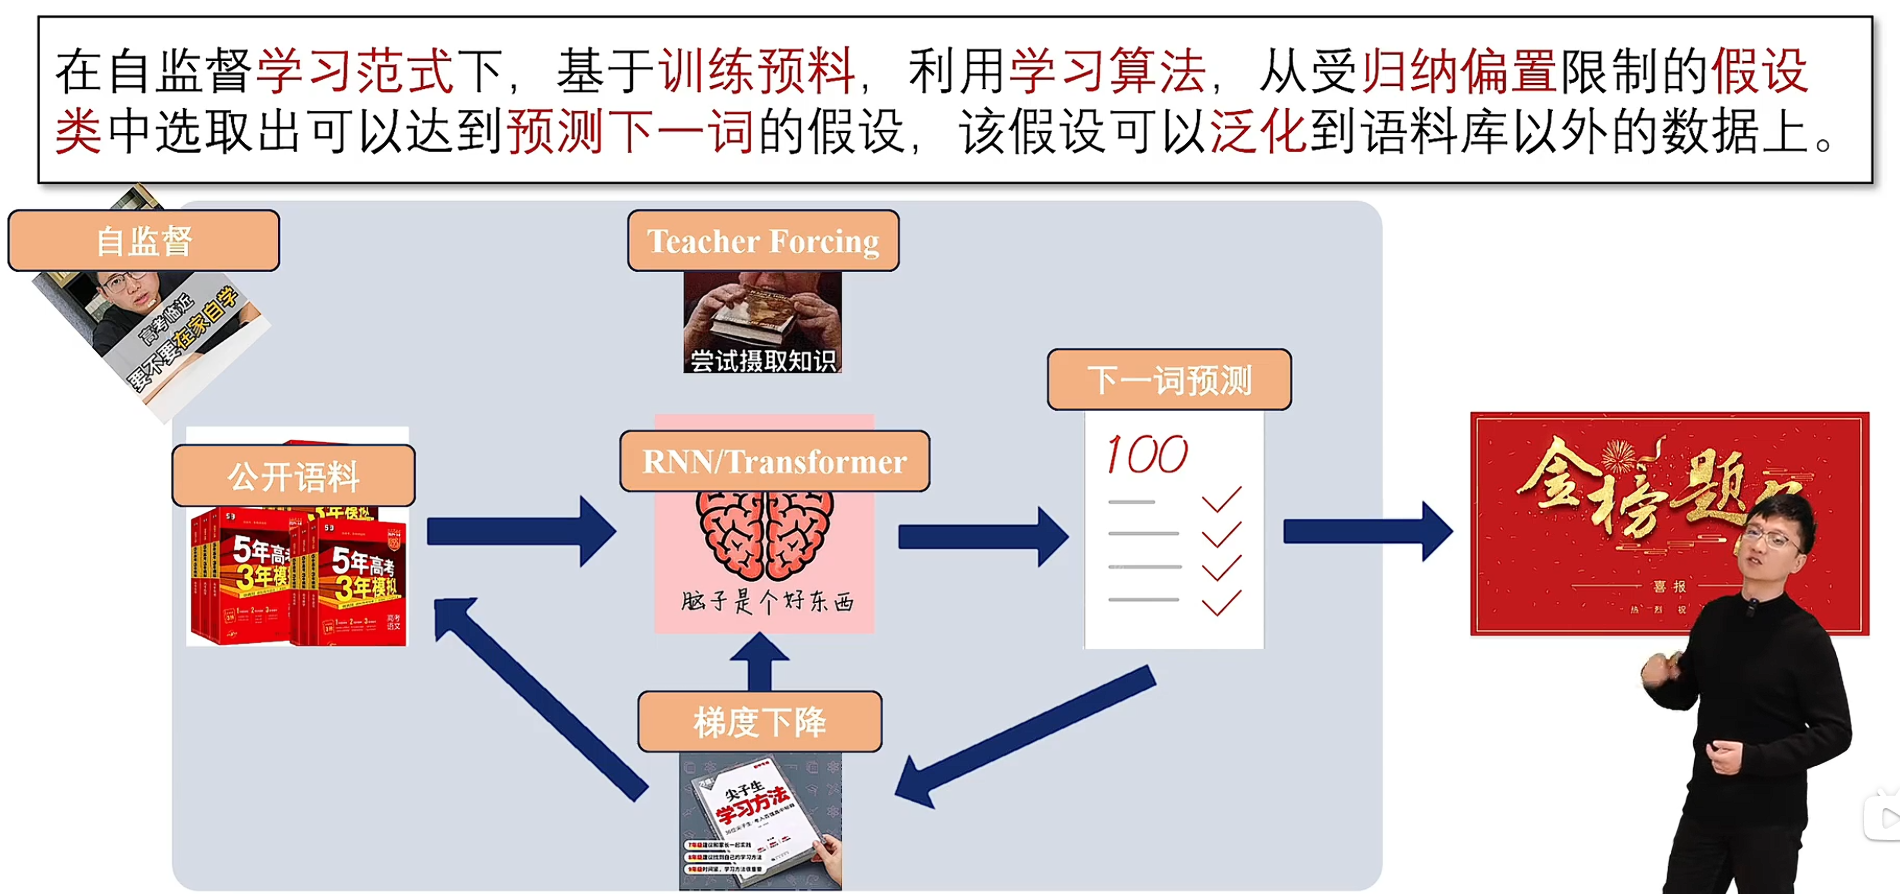 在自监督学习范式下，基于训练预料，利用学习算法，从受归纳偏置限制的假设
类中选取出可以达到预测下一词的假设，该假设可以泛化到语料库以外的数据上。
自监督
高考临近
要不要在家自学
Teacher Forcing
尝试摄取知识
下一词预测
100
公开语料
5年高考
3年模拟
5年高考
3年模拟
高考
语文
RNN/Transformer
脑子是个好东西
金榜题
喜报
热烈祝
梯度下降
尖子生
学习方法